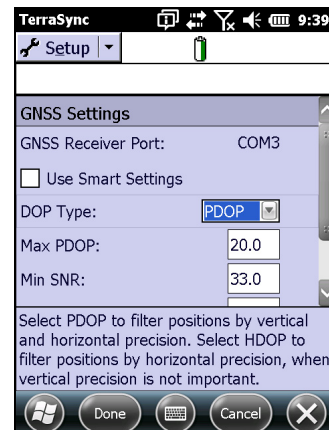 TerraSync 9:39
Setup
GNSS Settings
GNSS Receiver Port: COM3
Use Smart Settings
DOP Type: PDOP
Max PDOP: 20.0
Min SNR: 33.0
Select PDOP to filter positions by vertical
and horizontal precision. Select HDOP to
filter positions by horizontal precision, when
vertical precision is not important.
Done Cancel